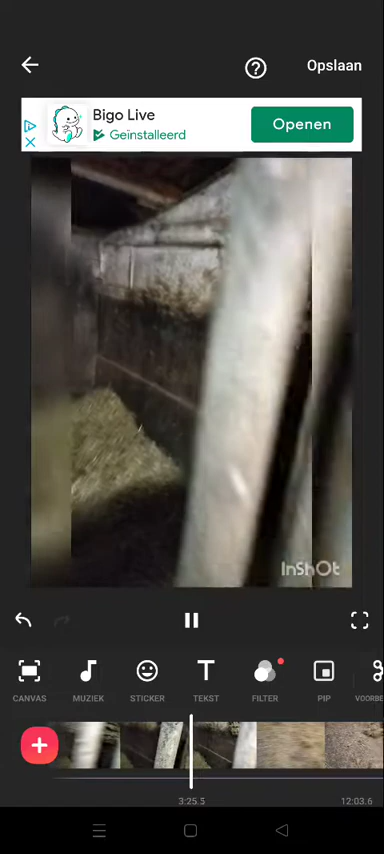 Opslaan
Bigo Live
Geïnstalleerd
Openen
InShOt
CANVAS
MUZIEK
STICKER
TEKST
FILTER
PIP
VOORBE
3:25.5
12:03.6